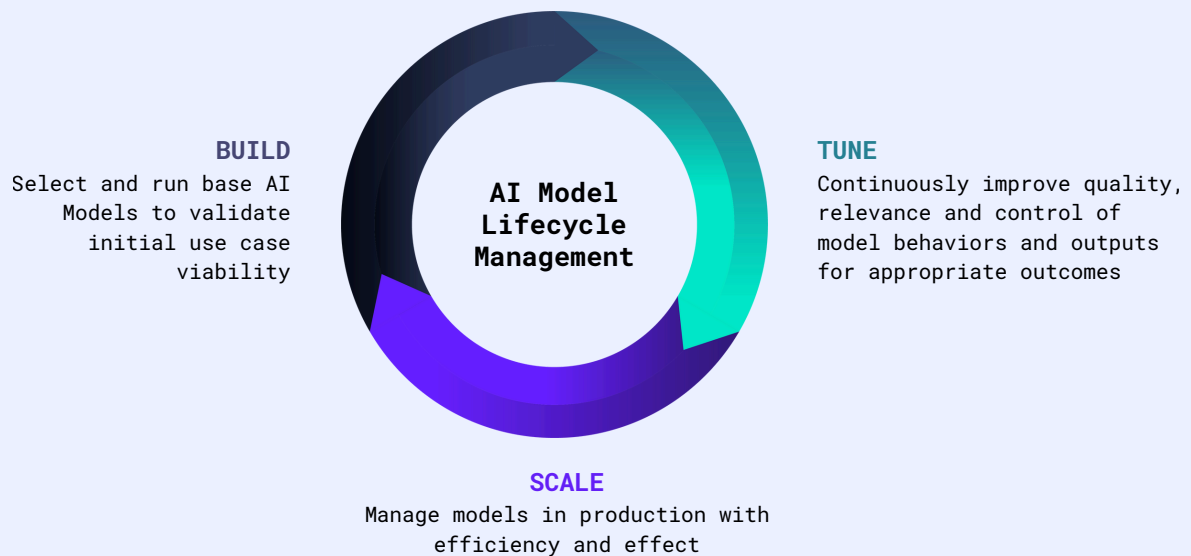 BUILD
Select and run base AI
Models to validate
initial use case
viability
AI Model
Lifecycle
Management
TUNE
Continuously improve quality,
relevance and control of
model behaviors and outputs
for appropriate outcomes
SCALE
Manage models in production with
efficiency and effect